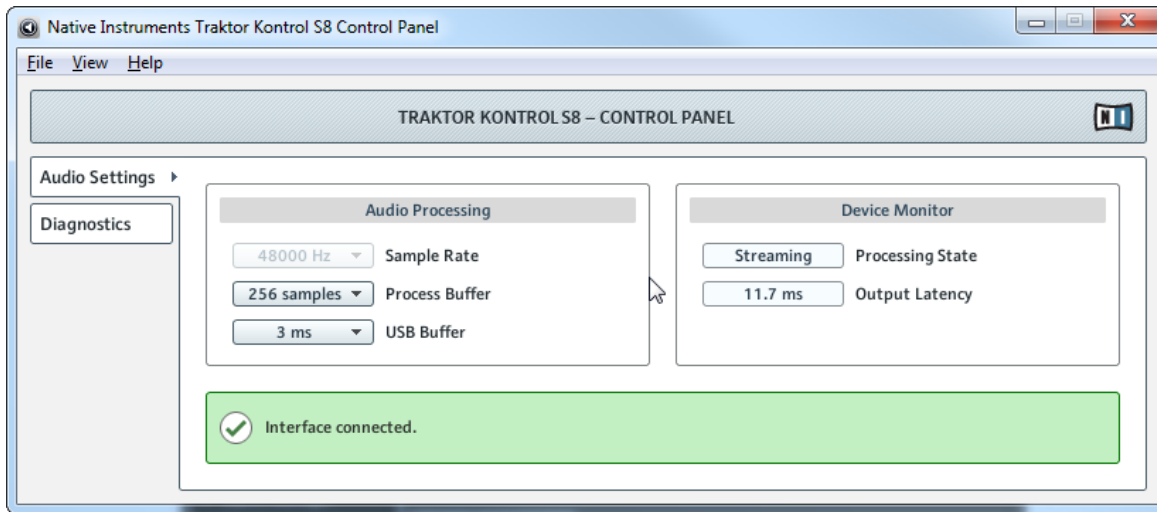 Native Instruments Traktor Kontrol S8 Control Panel
File View Help
TRAKTOR KONTROL S8 – CONTROL PANEL
NI
Audio Settings
Diagnostics
Audio Processing
48000 Hz Sample Rate
256 samples Process Buffer
3 ms USB Buffer
Device Monitor
Streaming Processing State
11.7 ms Output Latency
Interface connected.